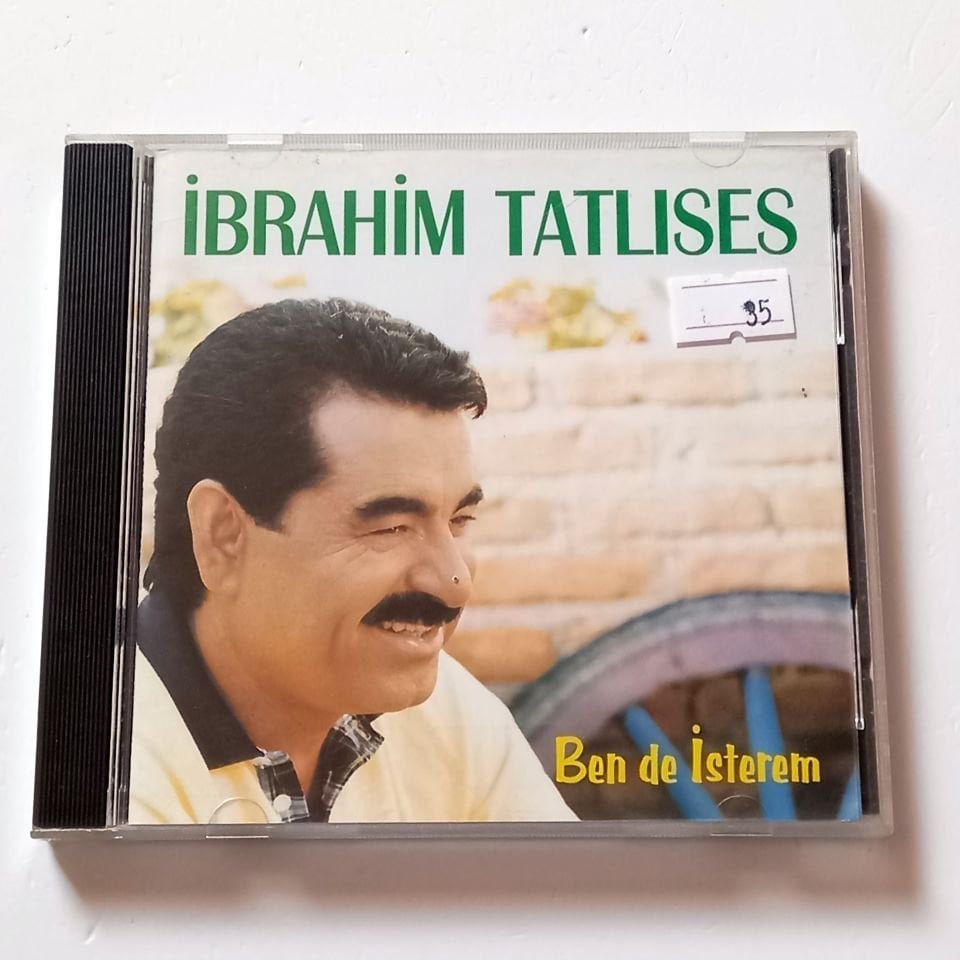 İBRAHİM TATLISES
35
Ben de İsterem